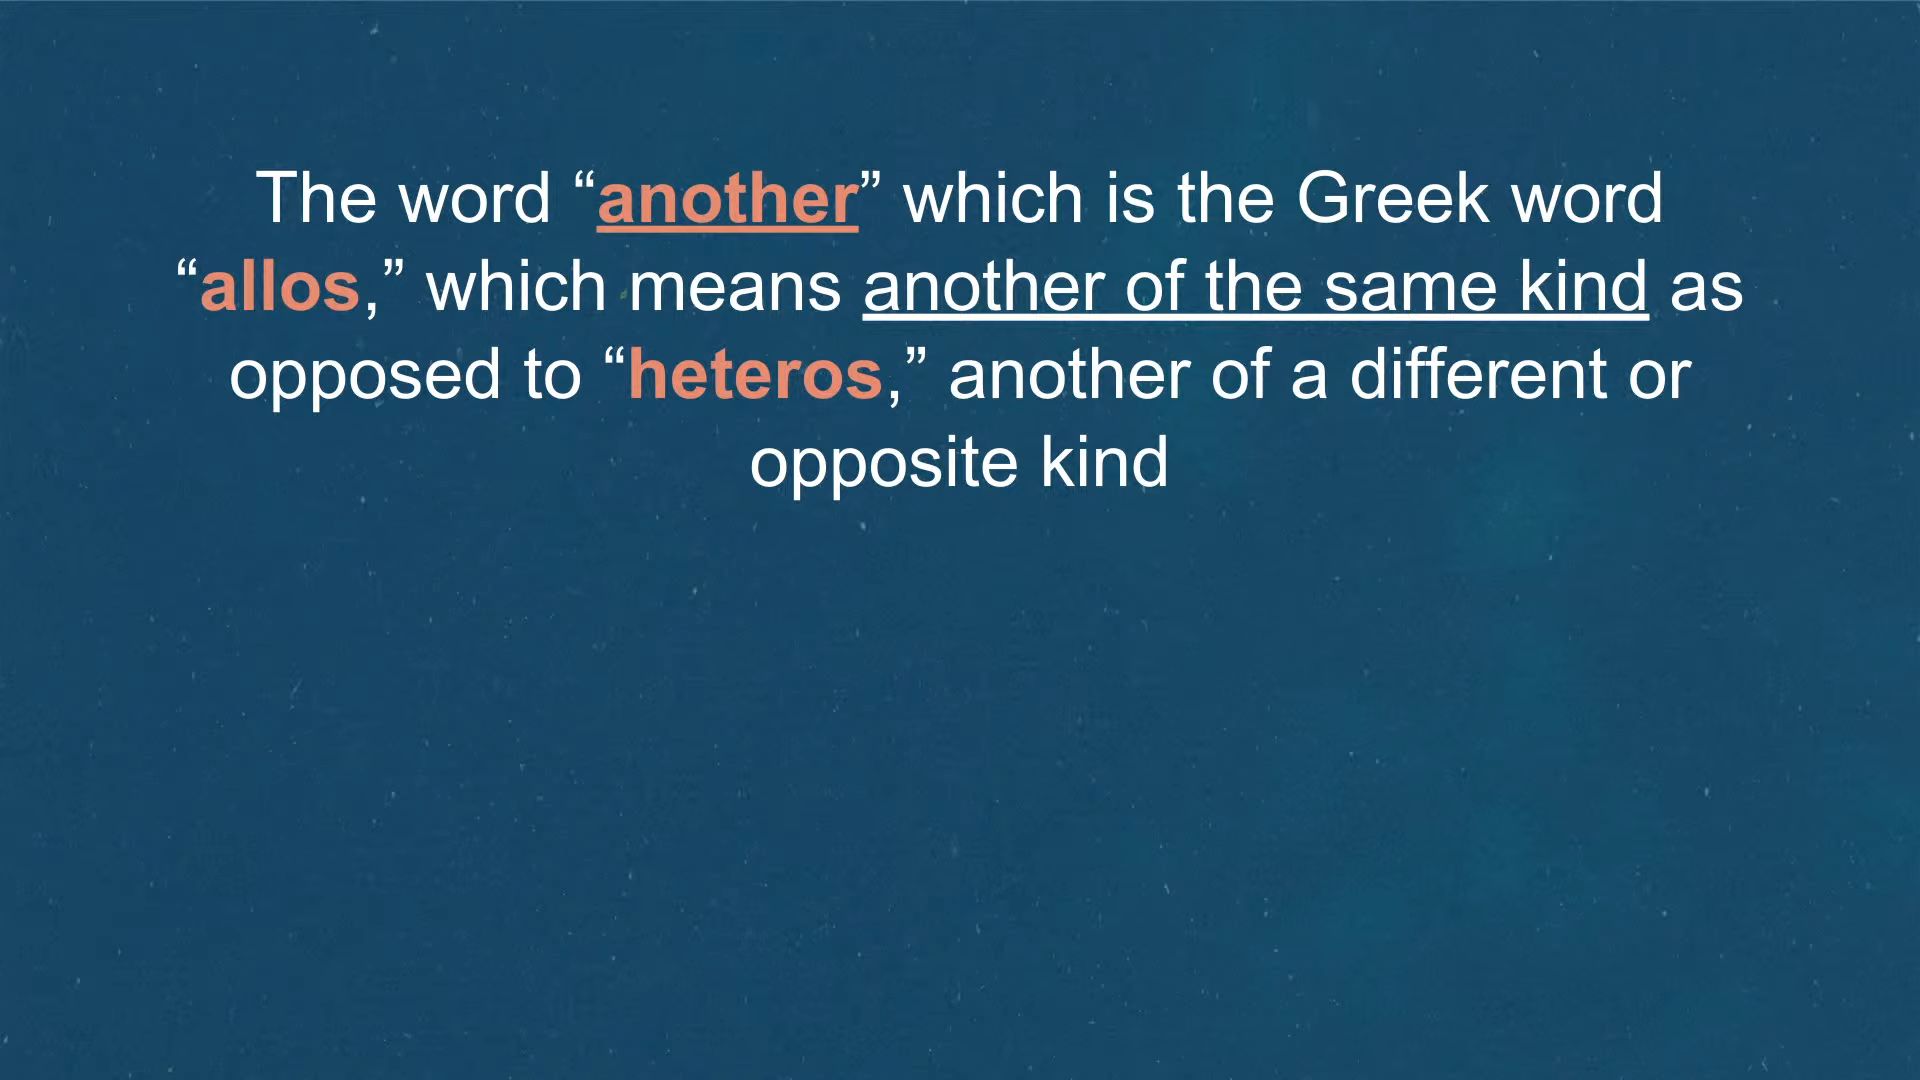 The word “another” which is the Greek word
“allos,” which means another of the same kind as
opposed to “heteros,” another of a different or
opposite kind